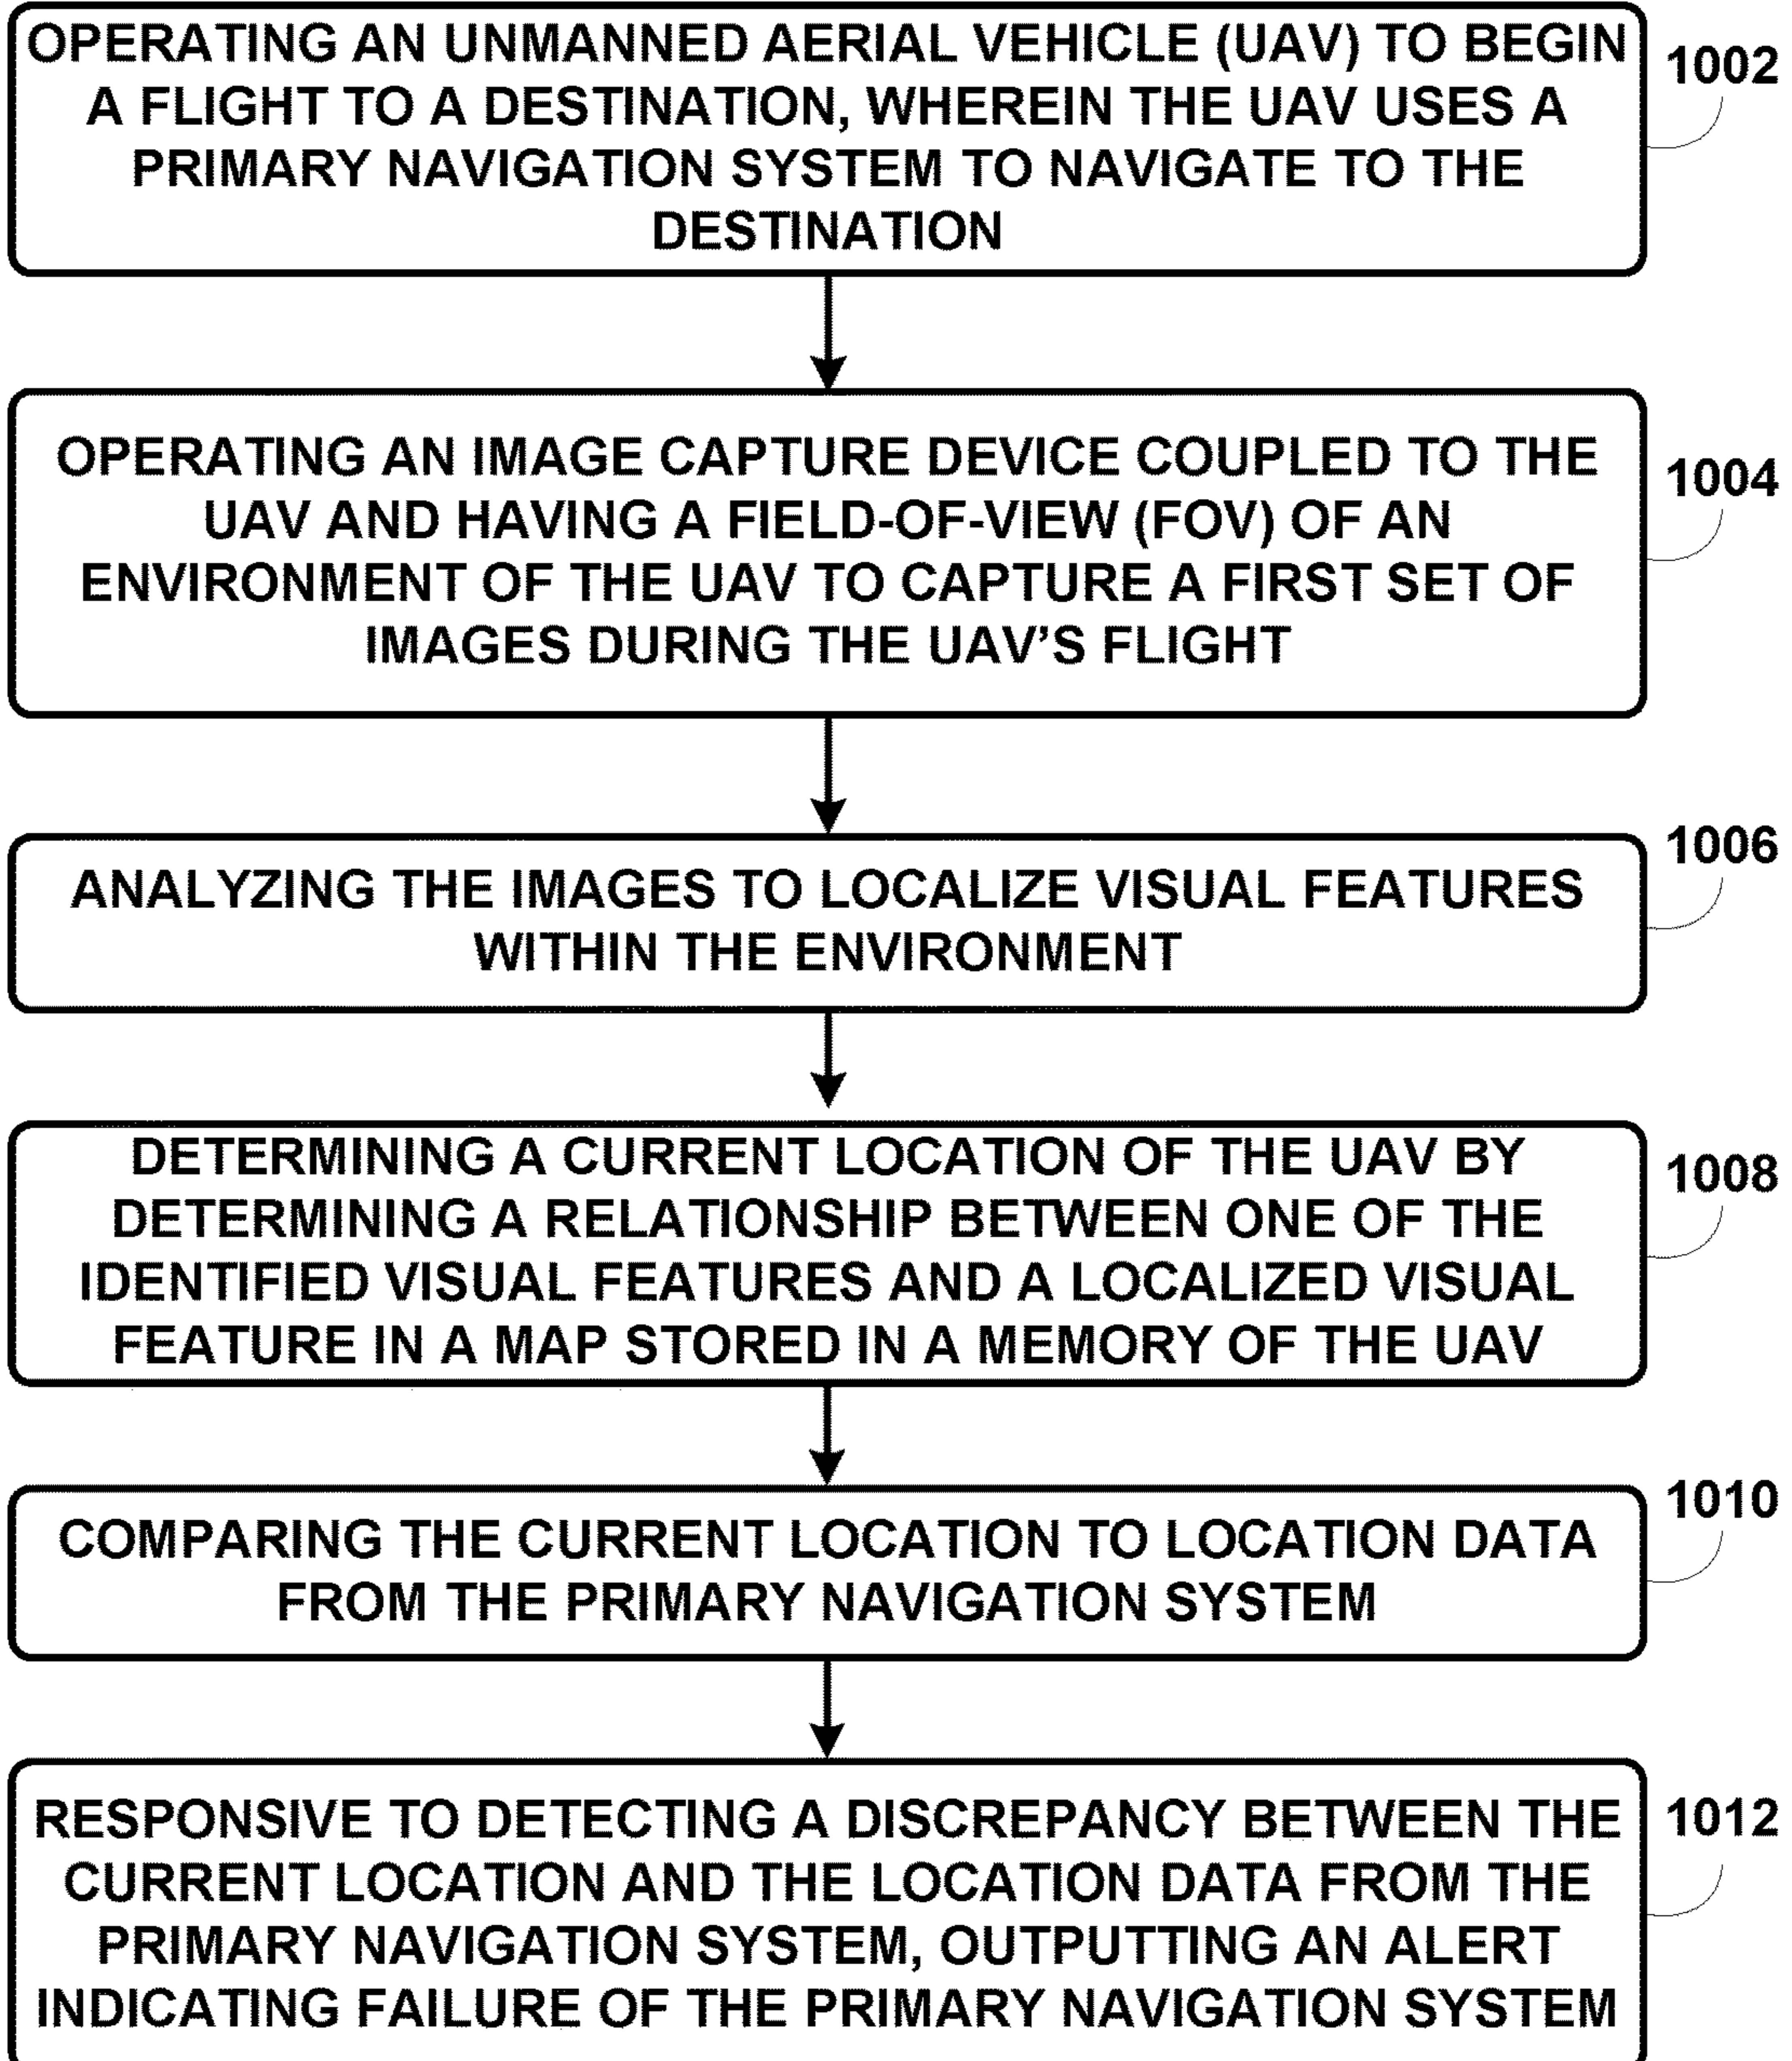 OPERATING AN UNMANNED AERIAL VEHICLE (UAV) TO BEGIN
A FLIGHT TO A DESTINATION, WHEREIN THE UAV USES A
PRIMARY NAVIGATION SYSTEM TO NAVIGATE TO THE
DESTINATION
1002
OPERATING AN IMAGE CAPTURE DEVICE COUPLED TO THE
UAV AND HAVING A FIELD-OF-VIEW (FOV) OF AN
ENVIRONMENT OF THE UAV TO CAPTURE A FIRST SET OF
IMAGES DURING THE UAV’S FLIGHT
1004
ANALYZING THE IMAGES TO LOCALIZE VISUAL FEATURES
WITHIN THE ENVIRONMENT
1006
DETERMINING A CURRENT LOCATION OF THE UAV BY
DETERMINING A RELATIONSHIP BETWEEN ONE OF THE
IDENTIFIED VISUAL FEATURES AND A LOCALIZED VISUAL
FEATURE IN A MAP STORED IN A MEMORY OF THE UAV
1008
COMPARING THE CURRENT LOCATION TO LOCATION DATA
FROM THE PRIMARY NAVIGATION SYSTEM
1010
RESPONSIVE TO DETECTING A DISCREPANCY BETWEEN THE
CURRENT LOCATION AND THE LOCATION DATA FROM THE
PRIMARY NAVIGATION SYSTEM, OUTPUTTING AN ALERT
INDICATING FAILURE OF THE PRIMARY NAVIGATION SYSTEM
1012